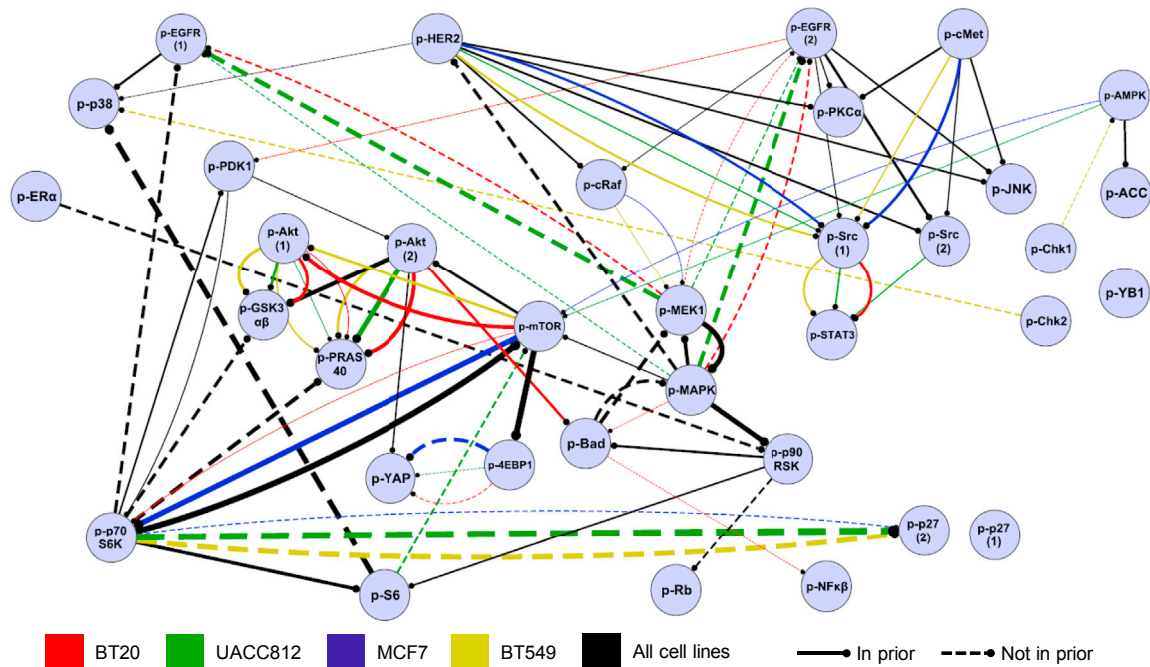 p-EGFR
(1)
p-HER2
p-EGFR
(2)
p-cMet
p-p38
p-PKCα
p-AMPK
p-PDK1
p-cRaf
p-ERα
p-JNK
p-ACC
p-Akt
(1)
p-Akt
(2)
p-Src
(1)
p-Src
(2)
p-Chk1
p-GSK3
αβ
p-mTOR
p-MEK1
p-YB1
p-STAT3
p-Chk2
p-PRAS
40
p-MAPK
p-Bad
p-YAP
p-4EBP1
p-p90
RSK
p-p70
S6K
p-p27
(2)
p-p27
(1)
p-S6
p-Rb
p-NFκβ
BT20
UACC812
MCF7
BT549
All cell lines
In prior
Not in prior